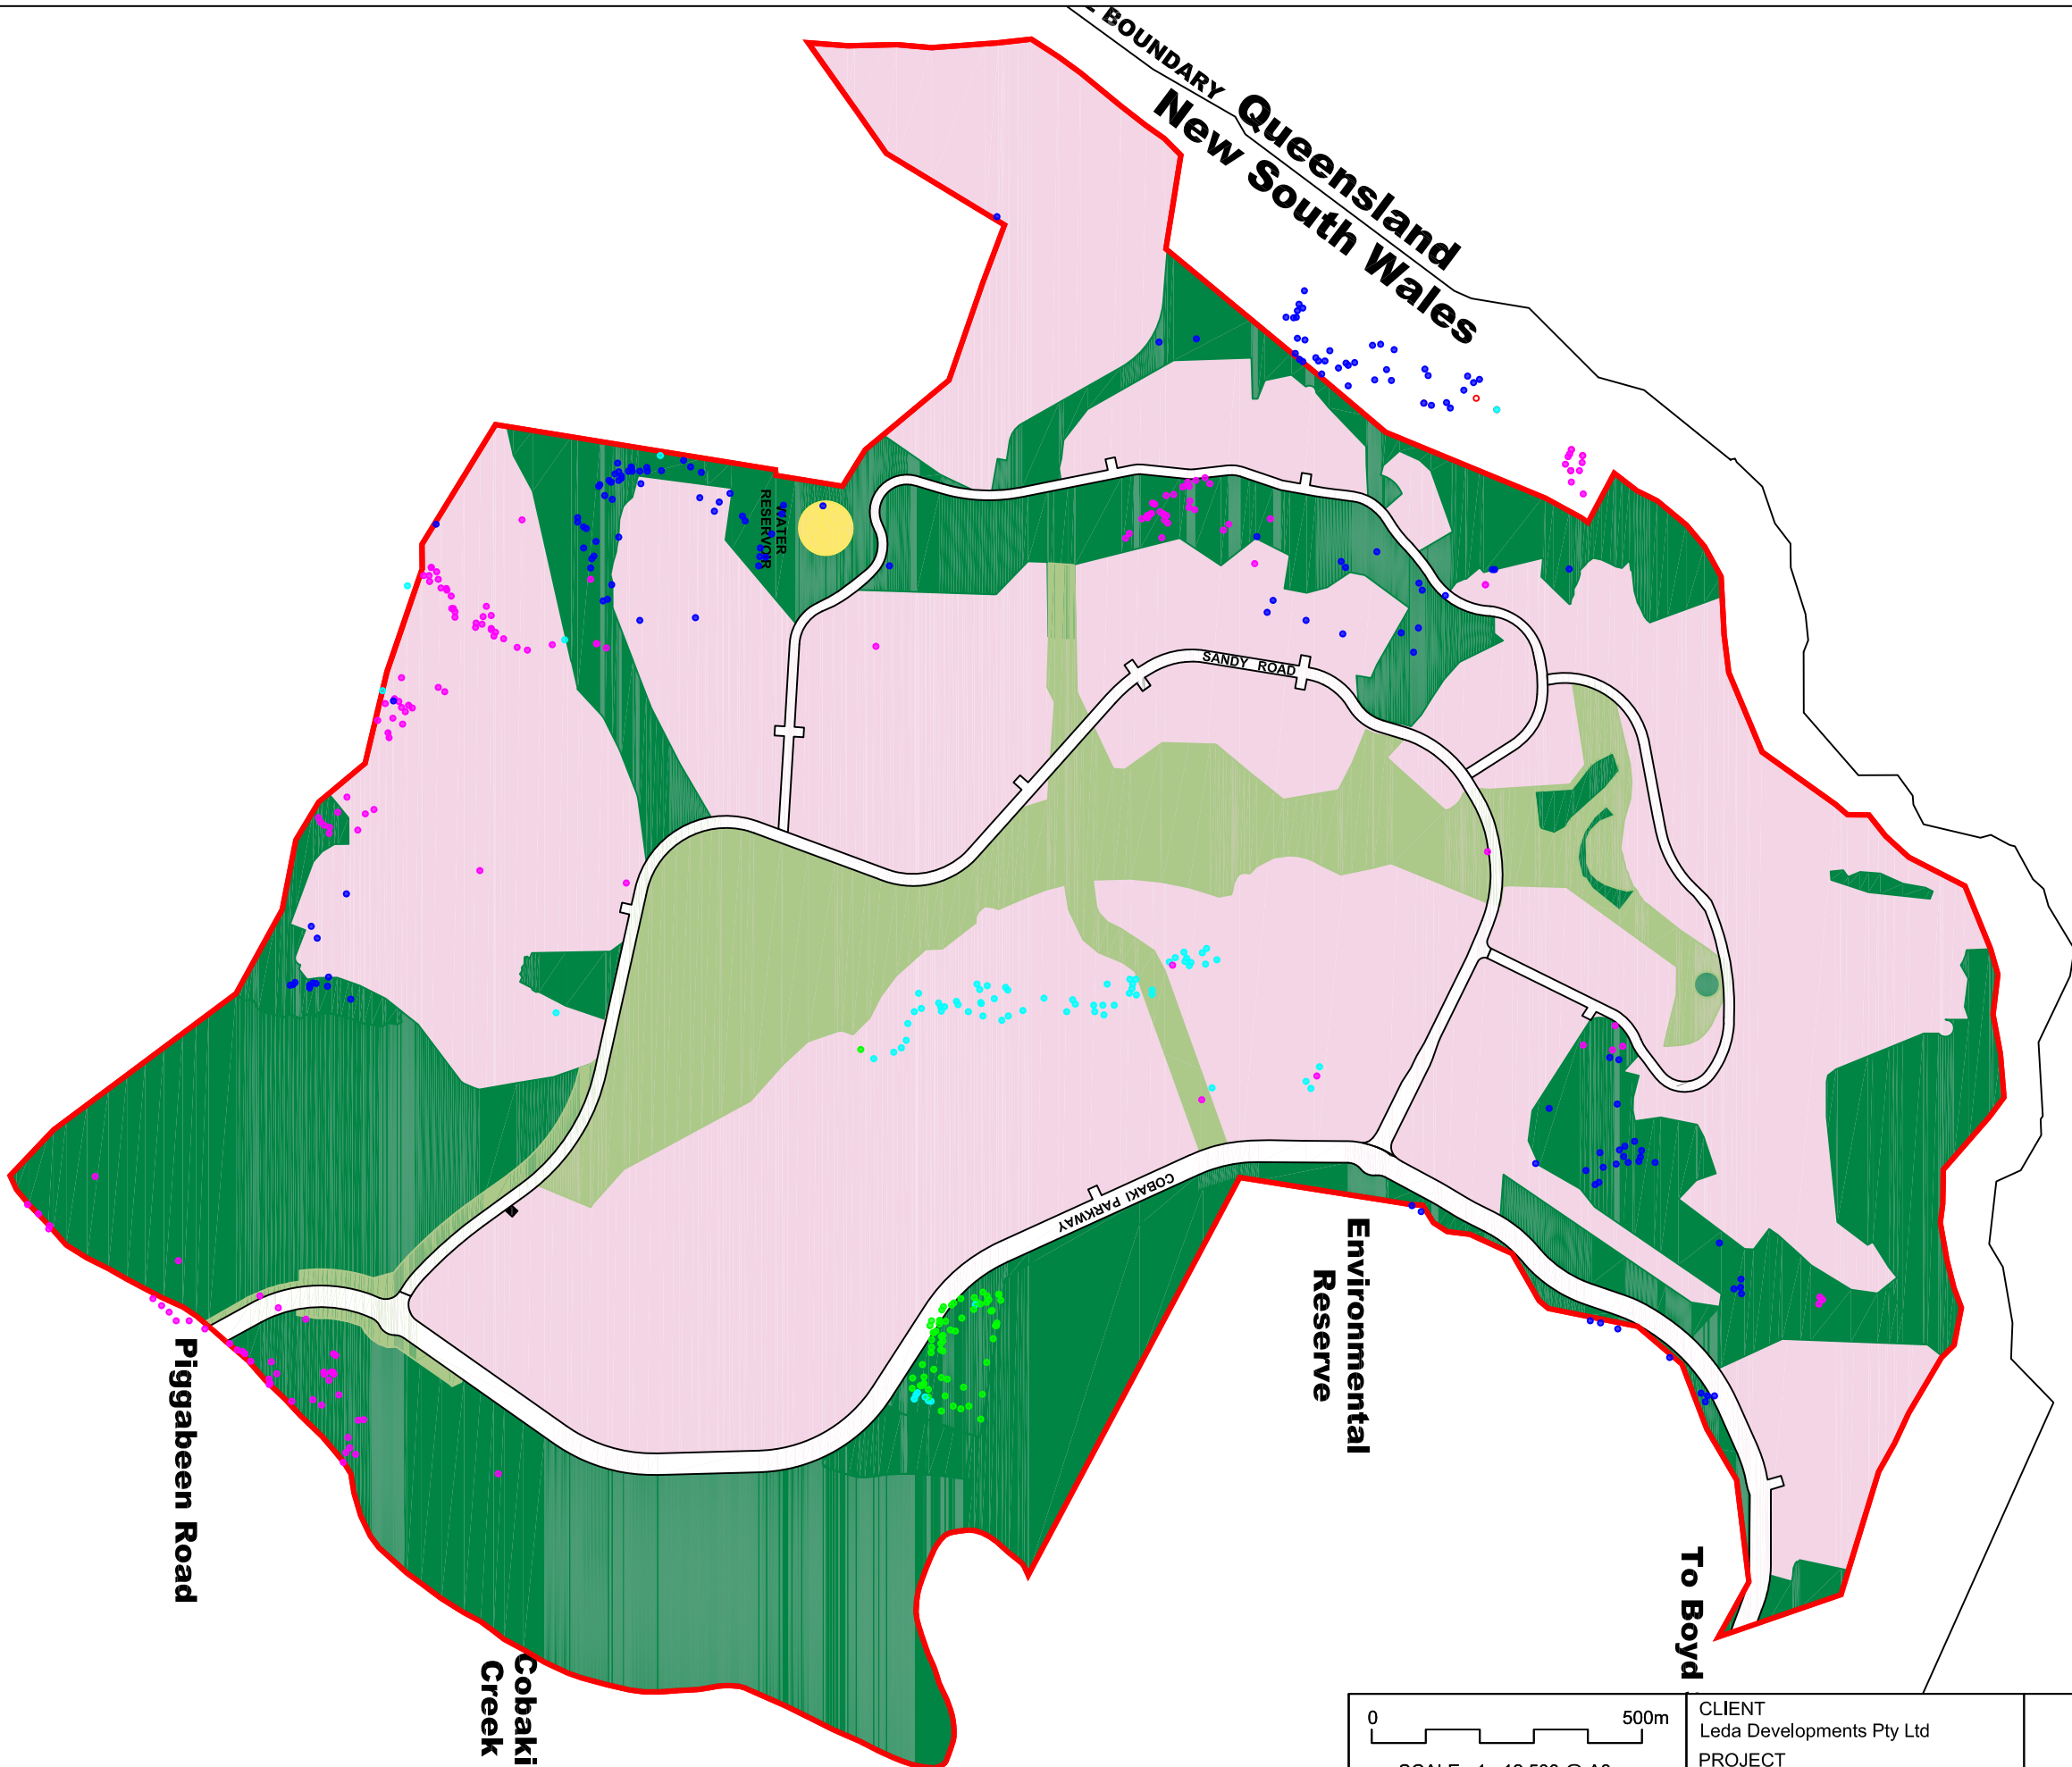 BOUNDARY
Queensland
New South Wales
WATER
RESERVOIR
SANDY ROAD
COBAKI PARKWAY
Environmental
Reserve
Piggabeen Road
To Boyd
Cobaki
Creek
0 500m
CLIENT
Leda Developments Pty Ltd
PROJECT